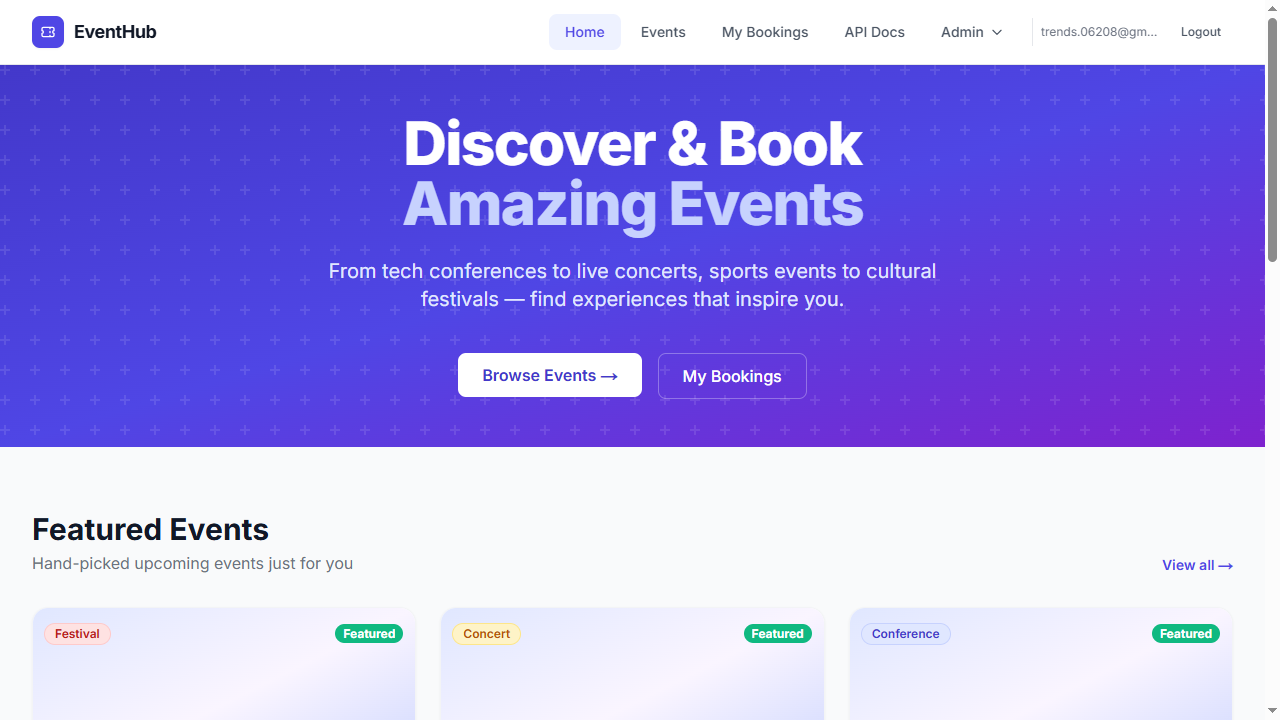 EventHub
Home
Events
My Bookings
API Docs
Admin
trends.06208@gm...
Logout
Discover & Book
Amazing Events
From tech conferences to live concerts, sports events to cultural
festivals — find experiences that inspire you.
Browse Events →
My Bookings
Featured Events
Hand-picked upcoming events just for you
View all →
Festival
Featured
Concert
Featured
Conference
Featured